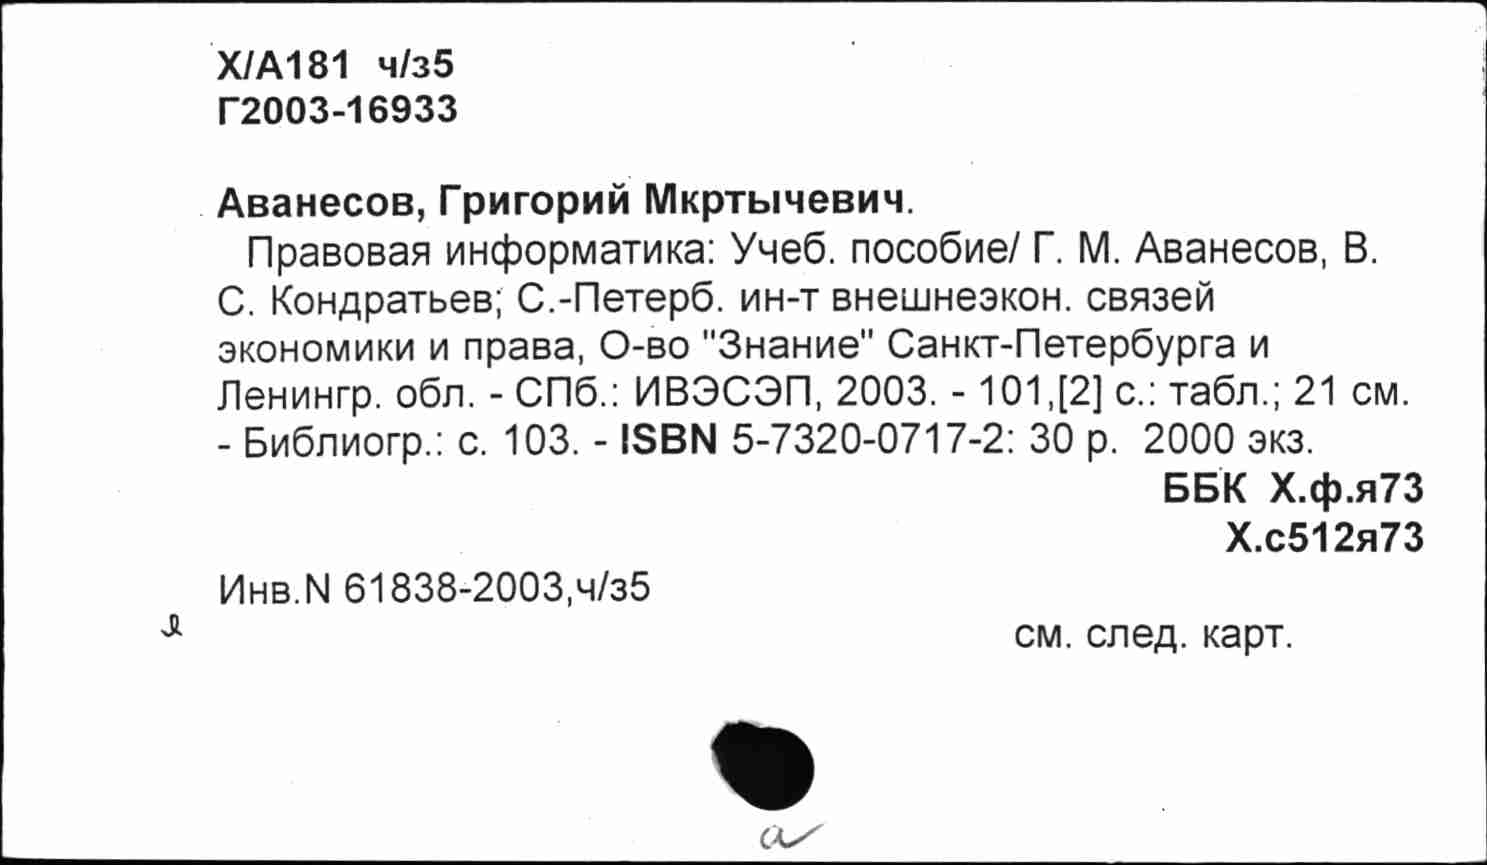 Х/А181 ч/з5
Г2003-16933
Аванесов, Григорий Мкртычевич.
Правовая информатика: Учеб. пособие/ Г. М. Аванесов, В.
С. Кондратьев; С.-Петерб. ин-т внешнеэкон. связей
экономики и права, О-во "Знание" Санкт-Петербурга и
Ленингр. обл. - СПб.: ИВЭСЭП, 2003. - 101,[2] с.: табл.; 21 см.
- Библиогр.: с. 103. - ISBN 5-7320-0717-2: 30 р. 2000 экз.
ББК Х.ф.я73
Х.с512я73
Инв.N 61838-2003,ч/з5
см. след. карт.
а